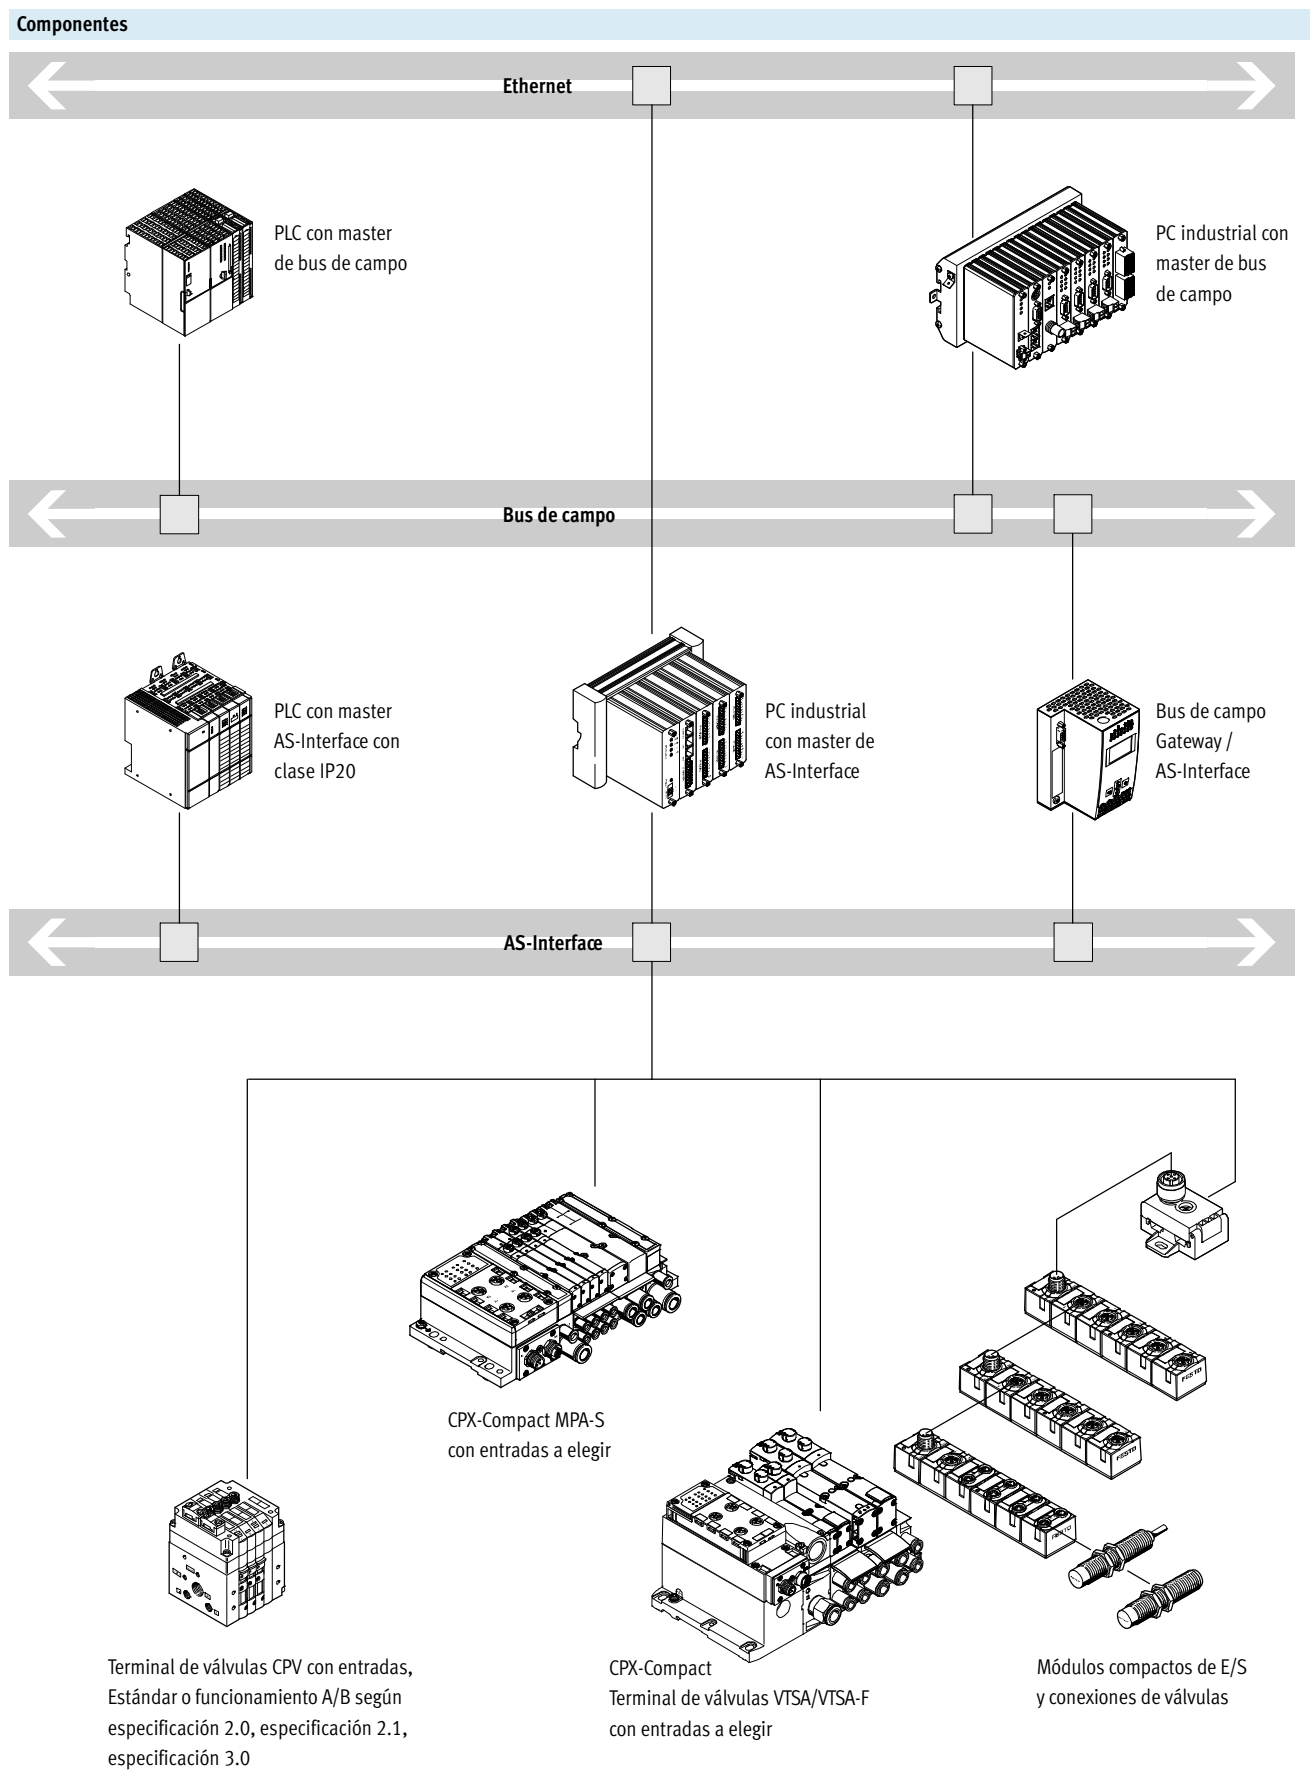 Componentes
Ethernet
PLC con master
de bus de campo
PC industrial con
master de bus
de campo
Bus de campo
PLC con master
AS-Interface con
clase IP20
PC industrial
con master de
AS-Interface
Bus de campo
Gateway /
AS-Interface
AS-Interface
CPX-Compact MPA-S
con entradas a elegir
FESTO
FESTO
FESTO
Terminal de válvulas CPV con entradas,
Estándar o funcionamiento A/B según
especificación 2.0, especificación 2.1,
especificación 3.0
CPX-Compact
Terminal de válvulas VTSA/VTSA-F
con entradas a elegir
Módulos compactos de E/S
y conexiones de válvulas